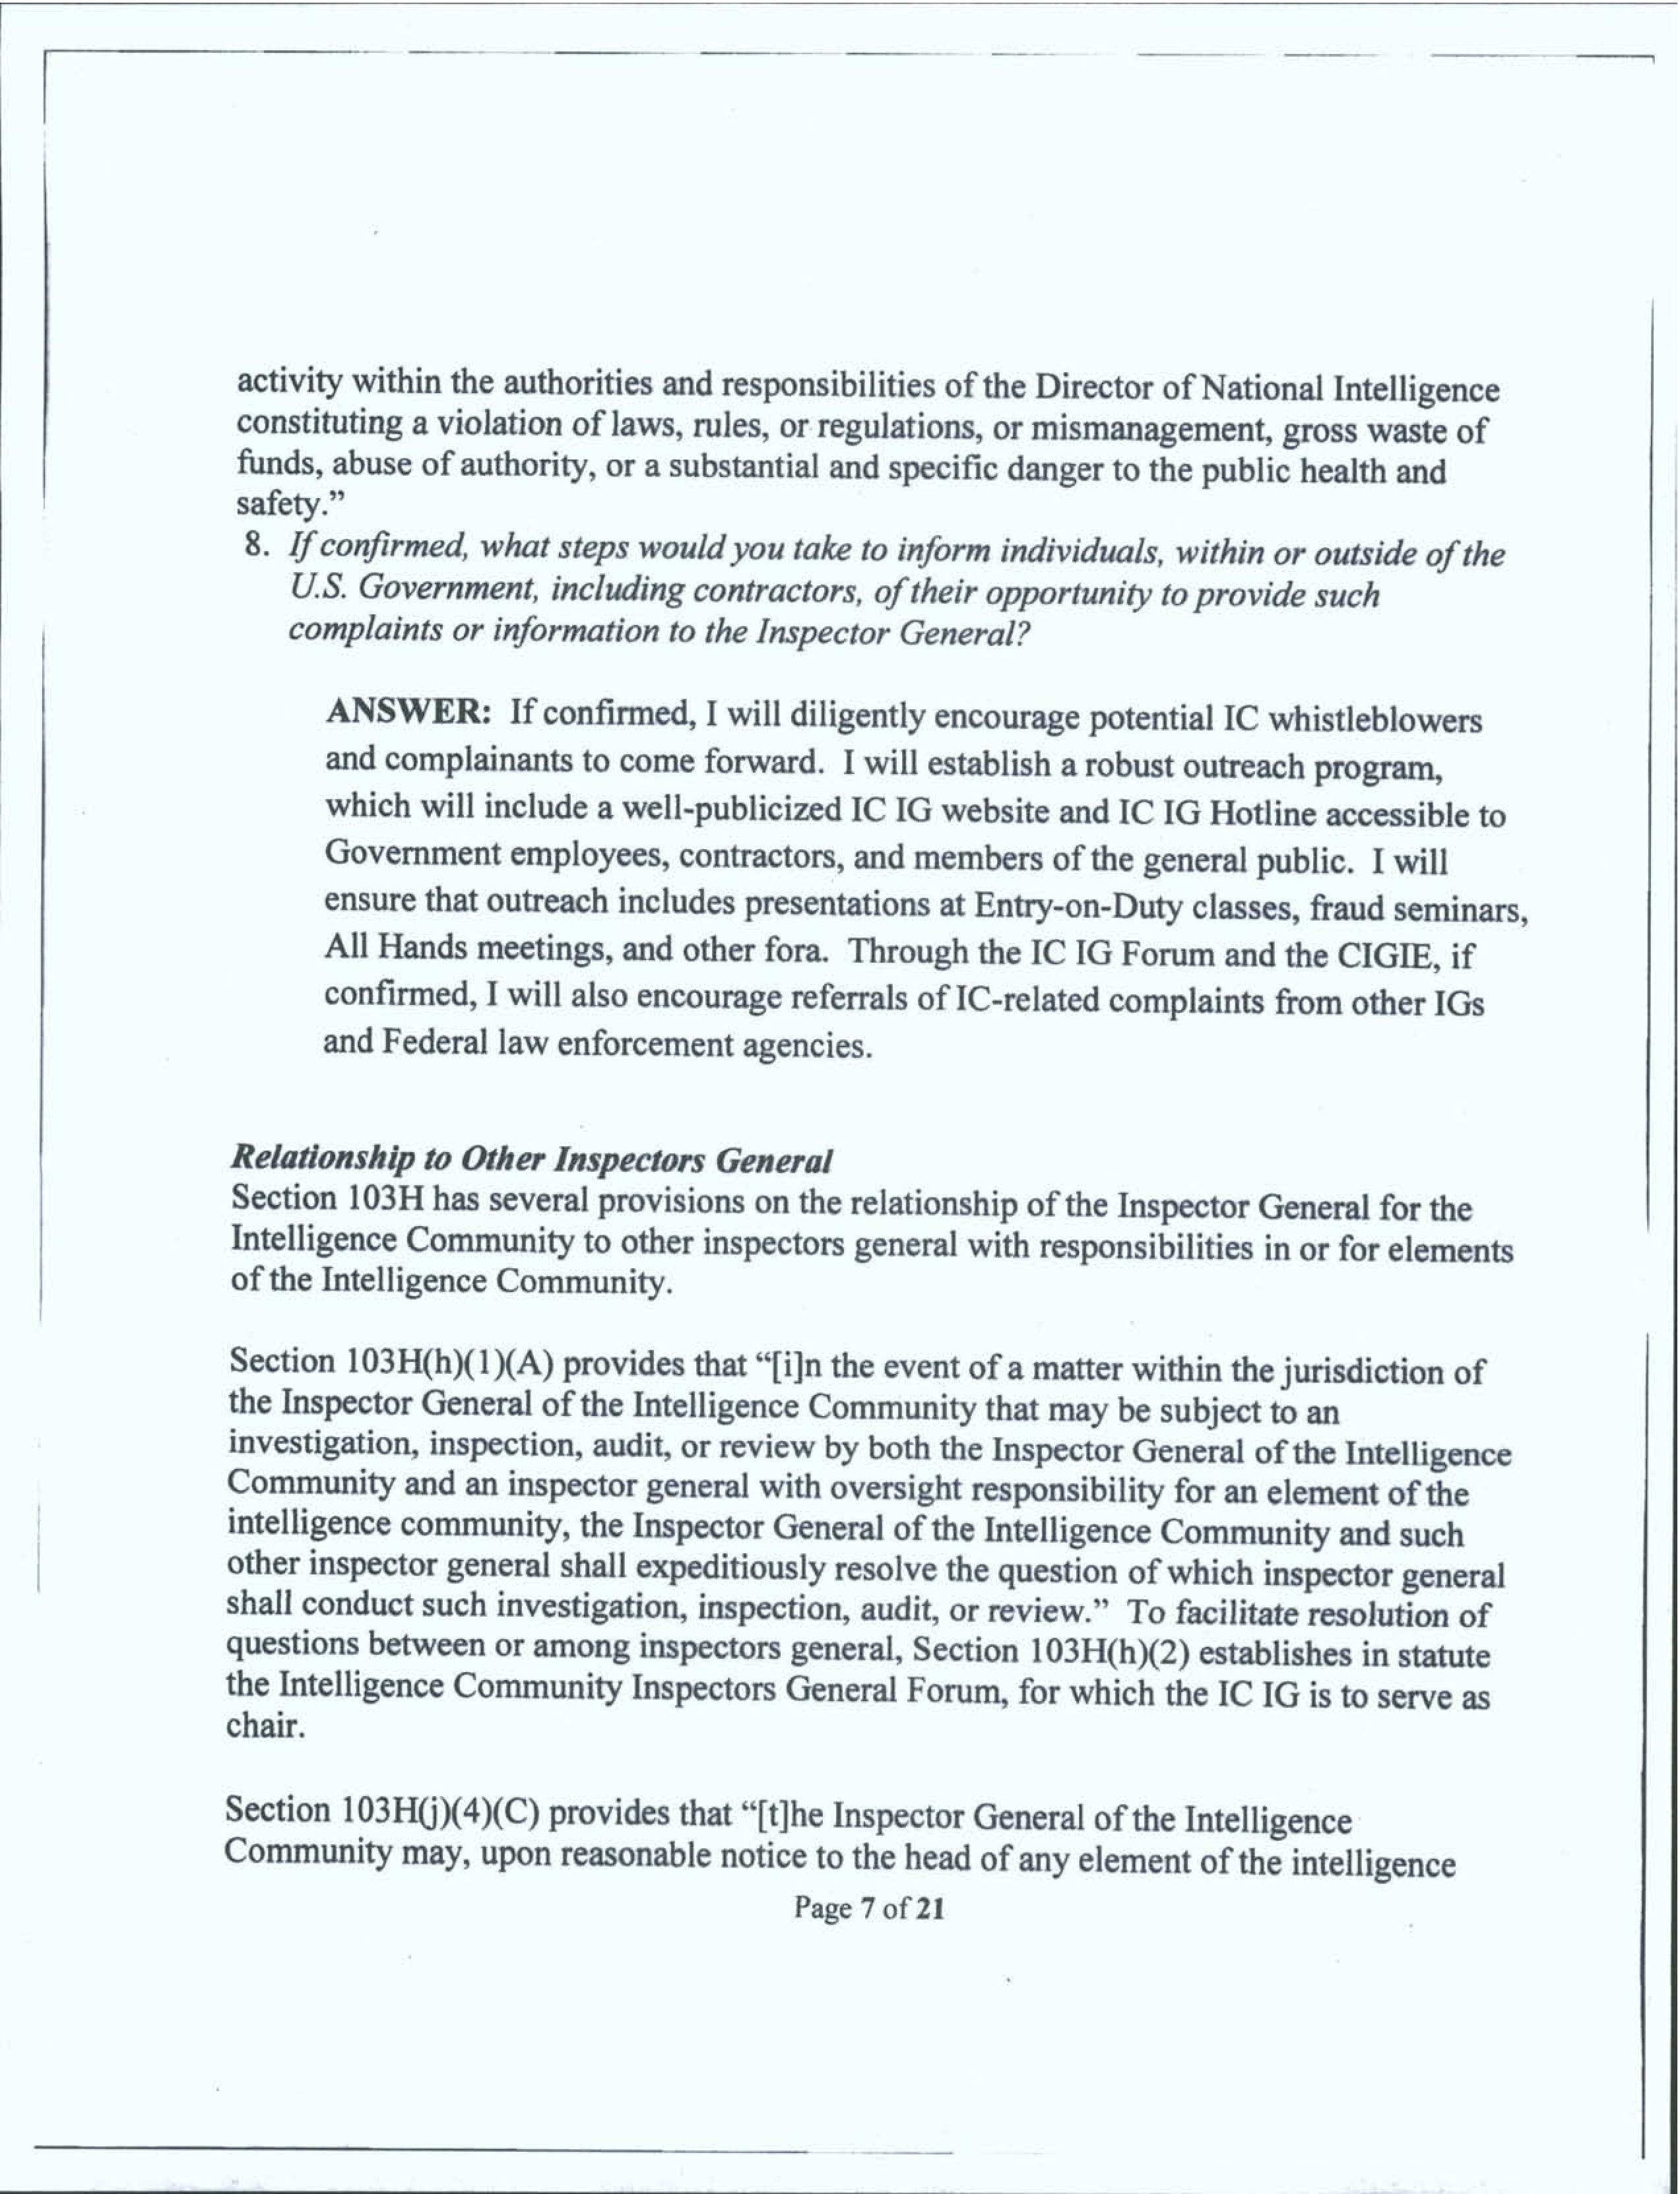 activity within the authorities and responsibilities of the Director of National Intelligence
constituting a violation of laws, rules, or regulations, or mismanagement, gross waste of
funds, abuse of authority, or a substantial and specific danger to the public health and
safety.”
8. If confirmed, what steps would you take to inform individuals, within or outside of the
U.S. Government, including contractors, of their opportunity to provide such
complaints or information to the Inspector General?
ANSWER: If confirmed, I will diligently encourage potential IC whistleblowers
and complainants to come forward. I will establish a robust outreach program,
which will include a well-publicized IC IG website and IC IG Hotline accessible to
Government employees, contractors, and members of the general public. I will
ensure that outreach includes presentations at Entry-on-Duty classes, fraud seminars,
All Hands meetings, and other fora. Through the IC IG Forum and the CIGIE, if
confirmed, I will also encourage referrals of IC-related complaints from other IGs
and Federal law enforcement agencies.
Relationship to Other Inspectors General
Section 103H has several provisions on the relationship of the Inspector General for the
Intelligence Community to other inspectors general with responsibilities in or for elements
of the Intelligence Community.
Section 103H(h)(1)(A) provides that “[i]n the event of a matter within the jurisdiction of
the Inspector General of the Intelligence Community that may be subject to an
investigation, inspection, audit, or review by both the Inspector General of the Intelligence
Community and an inspector general with oversight responsibility for an element of the
intelligence community, the Inspector General of the Intelligence Community and such
other inspector general shall expeditiously resolve the question of which inspector general
shall conduct such investigation, inspection, audit, or review.” To facilitate resolution of
questions between or among inspectors general, Section 103H(h)(2) establishes in statute
the Intelligence Community Inspectors General Forum, for which the IC IG is to serve as
chair.
Section 103H(j)(4)(C) provides that “[t]he Inspector General of the Intelligence
Community may, upon reasonable notice to the head of any element of the intelligence
Page 7 of 21